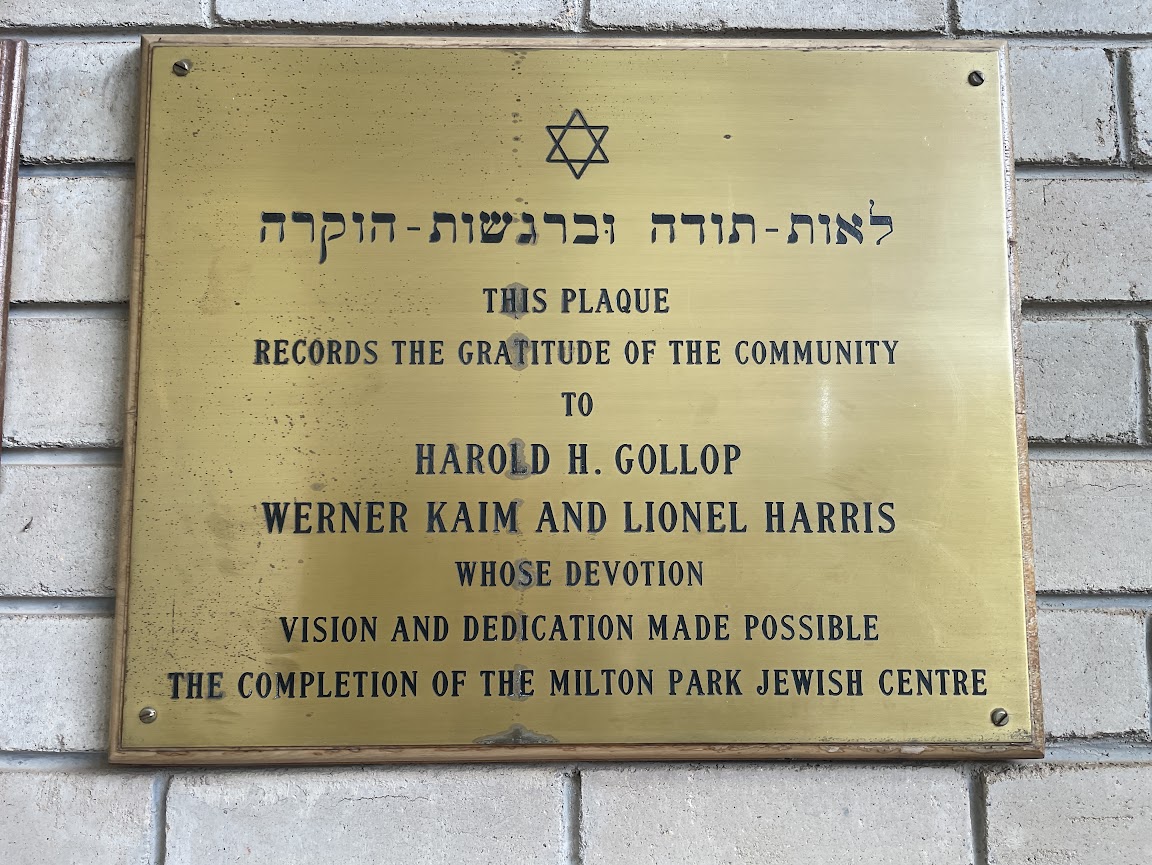 לאות-תודה וּברגשות-הוקרה
THIS PLAQUE
RECORDS THE GRATITUDE OF THE COMMUNITY
TO
HAROLD H. GOLLOP
WERNER KAIM AND LIONEL HARRIS
WHOSE DEVOTION
VISION AND DEDICATION MADE POSSIBLE
THE COMPLETION OF THE MILTON PARK JEWISH CENTRE